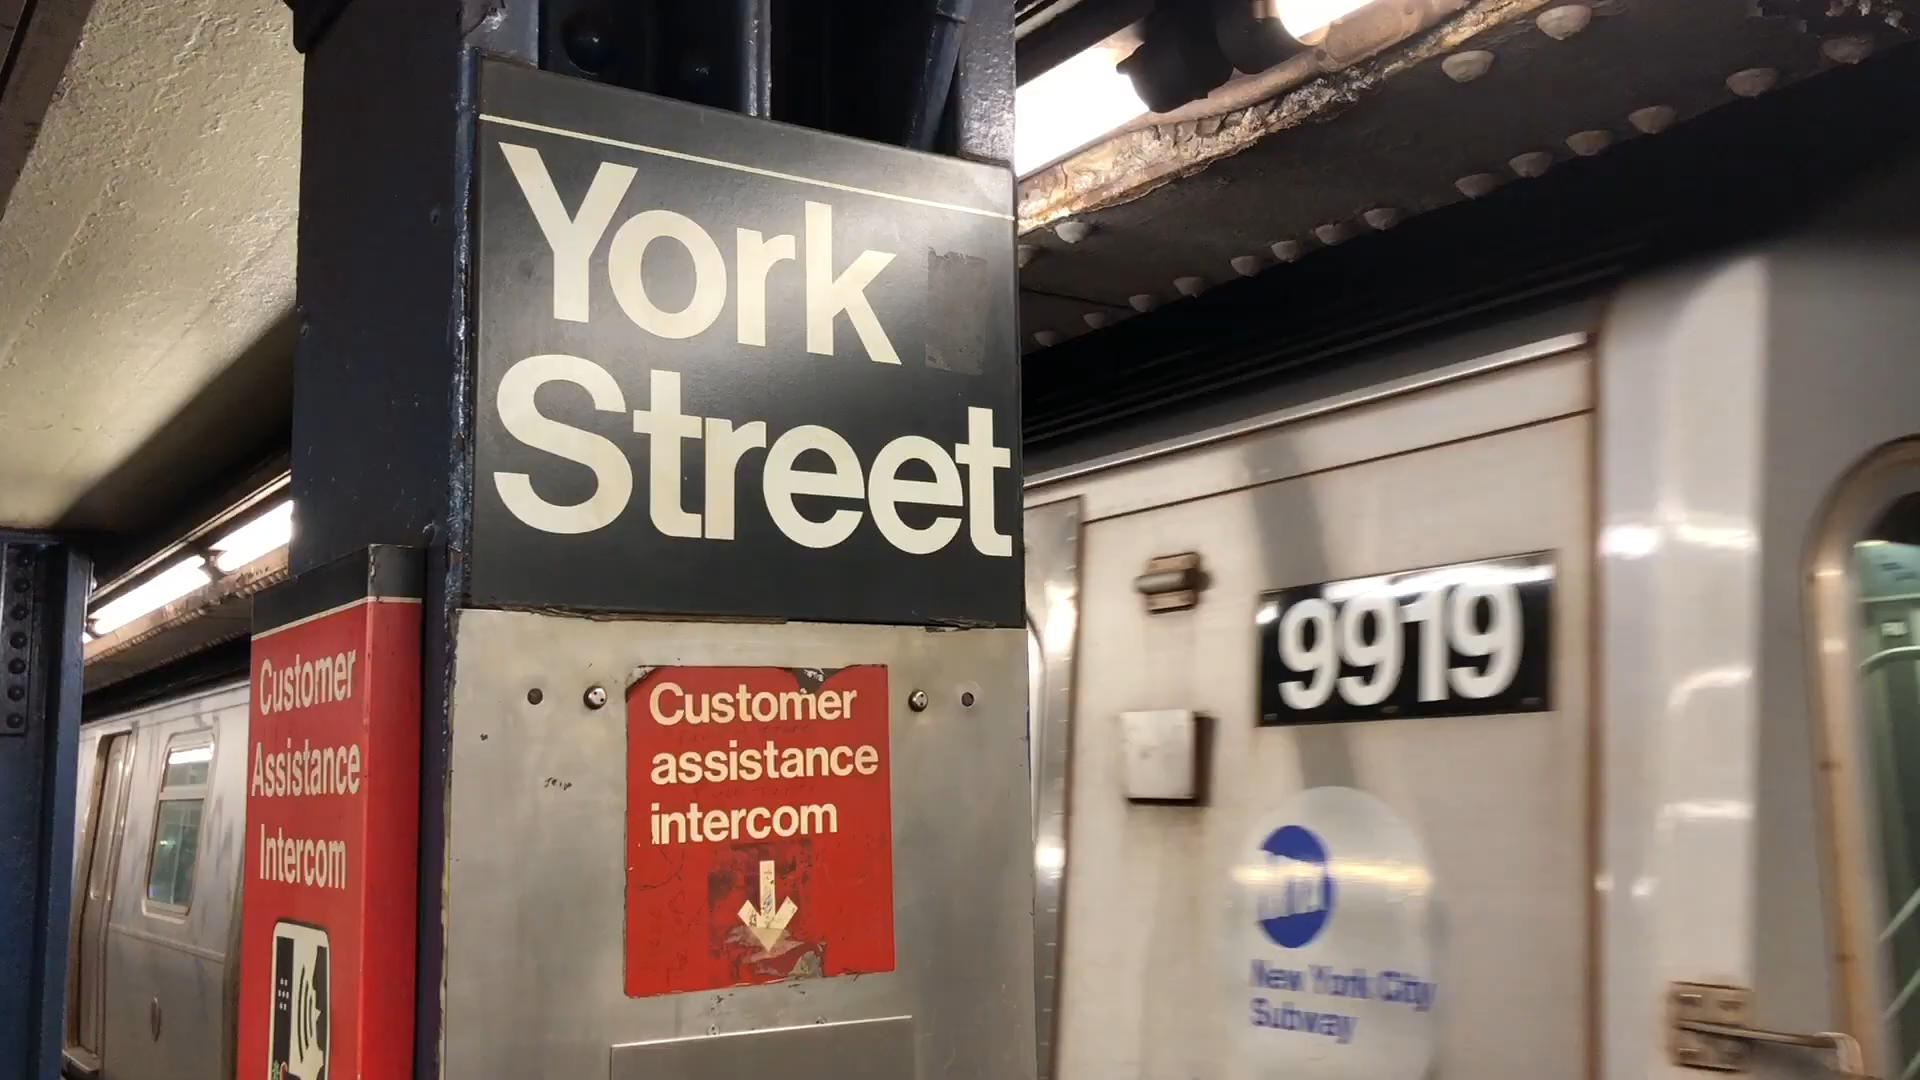 York
Street
Customer
Assistance
Intercom
Customer
assistance
intercom
9919
New York City
Subway